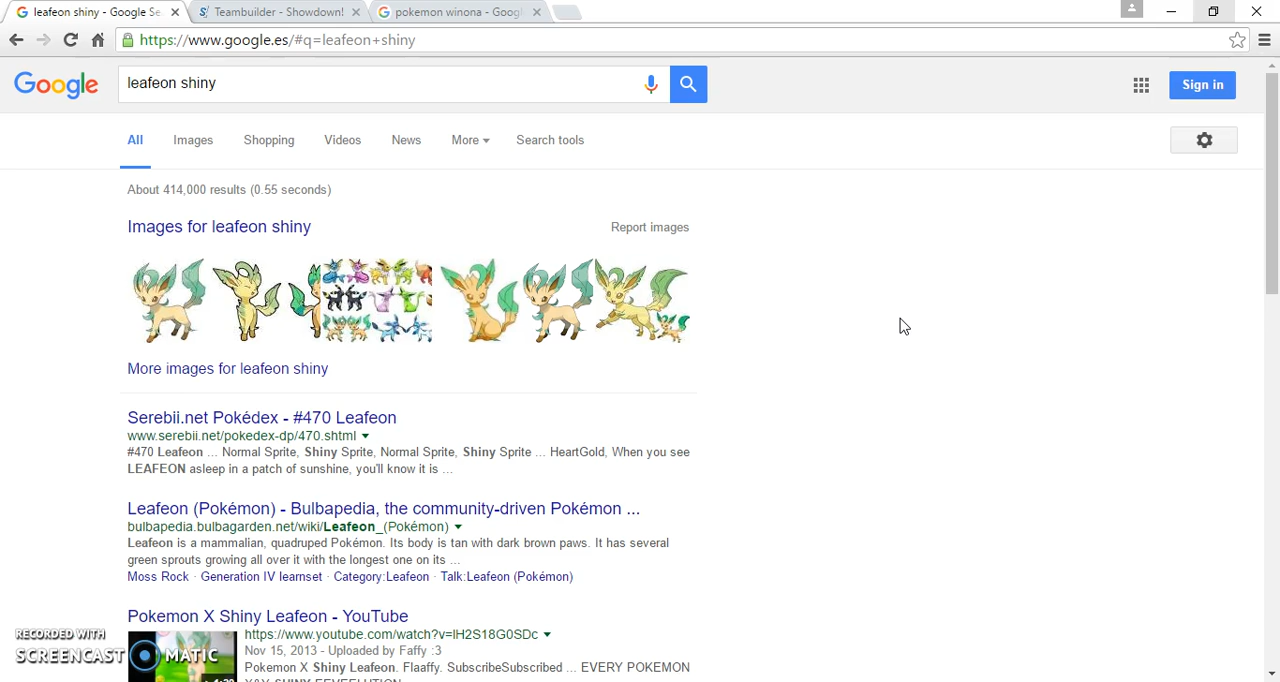 leafeon shiny - Google Se
Teambuilder - Showdown!
pokemon winona - Googl
https://www.google.es/#q=leafeon+shiny
Google
leafeon shiny
Sign in
All
Images
Shopping
Videos
News
More
Search tools
About 414,000 results (0.55 seconds)
Images for leafeon shiny
Report images
More images for leafeon shiny
Serebii.net Pokédex - #470 Leafeon
www.serebii.net/pokedex-dp/470.shtml
#470 Leafeon ... Normal Sprite, Shiny Sprite, Normal Sprite, Shiny Sprite ... HeartGold, When you see
LEAFEON asleep in a patch of sunshine, you'll know it is ...
Leafeon (Pokémon) - Bulbapedia, the community-driven Pokémon ...
bulbapedia.bulbagarden.net/wiki/Leafeon_(Pokémon)
Leafeon is a mammalian, quadruped Pokémon. Its body is tan with dark brown paws. It has several
green sprouts growing all over it with the longest one on its ...
Moss Rock · Generation IV learnset · Category:Leafeon · Talk:Leafeon (Pokémon)
Pokemon X Shiny Leafeon - YouTube
https://www.youtube.com/watch?v=lH2S18G0SDc
Nov 15, 2013 - Uploaded by Faffy :3
Pokemon X Shiny Leafeon. Flaaffy. SubscribeSubscribed ... EVERY POKEMON
RECORDED WITH
SCREENCAST MATIC